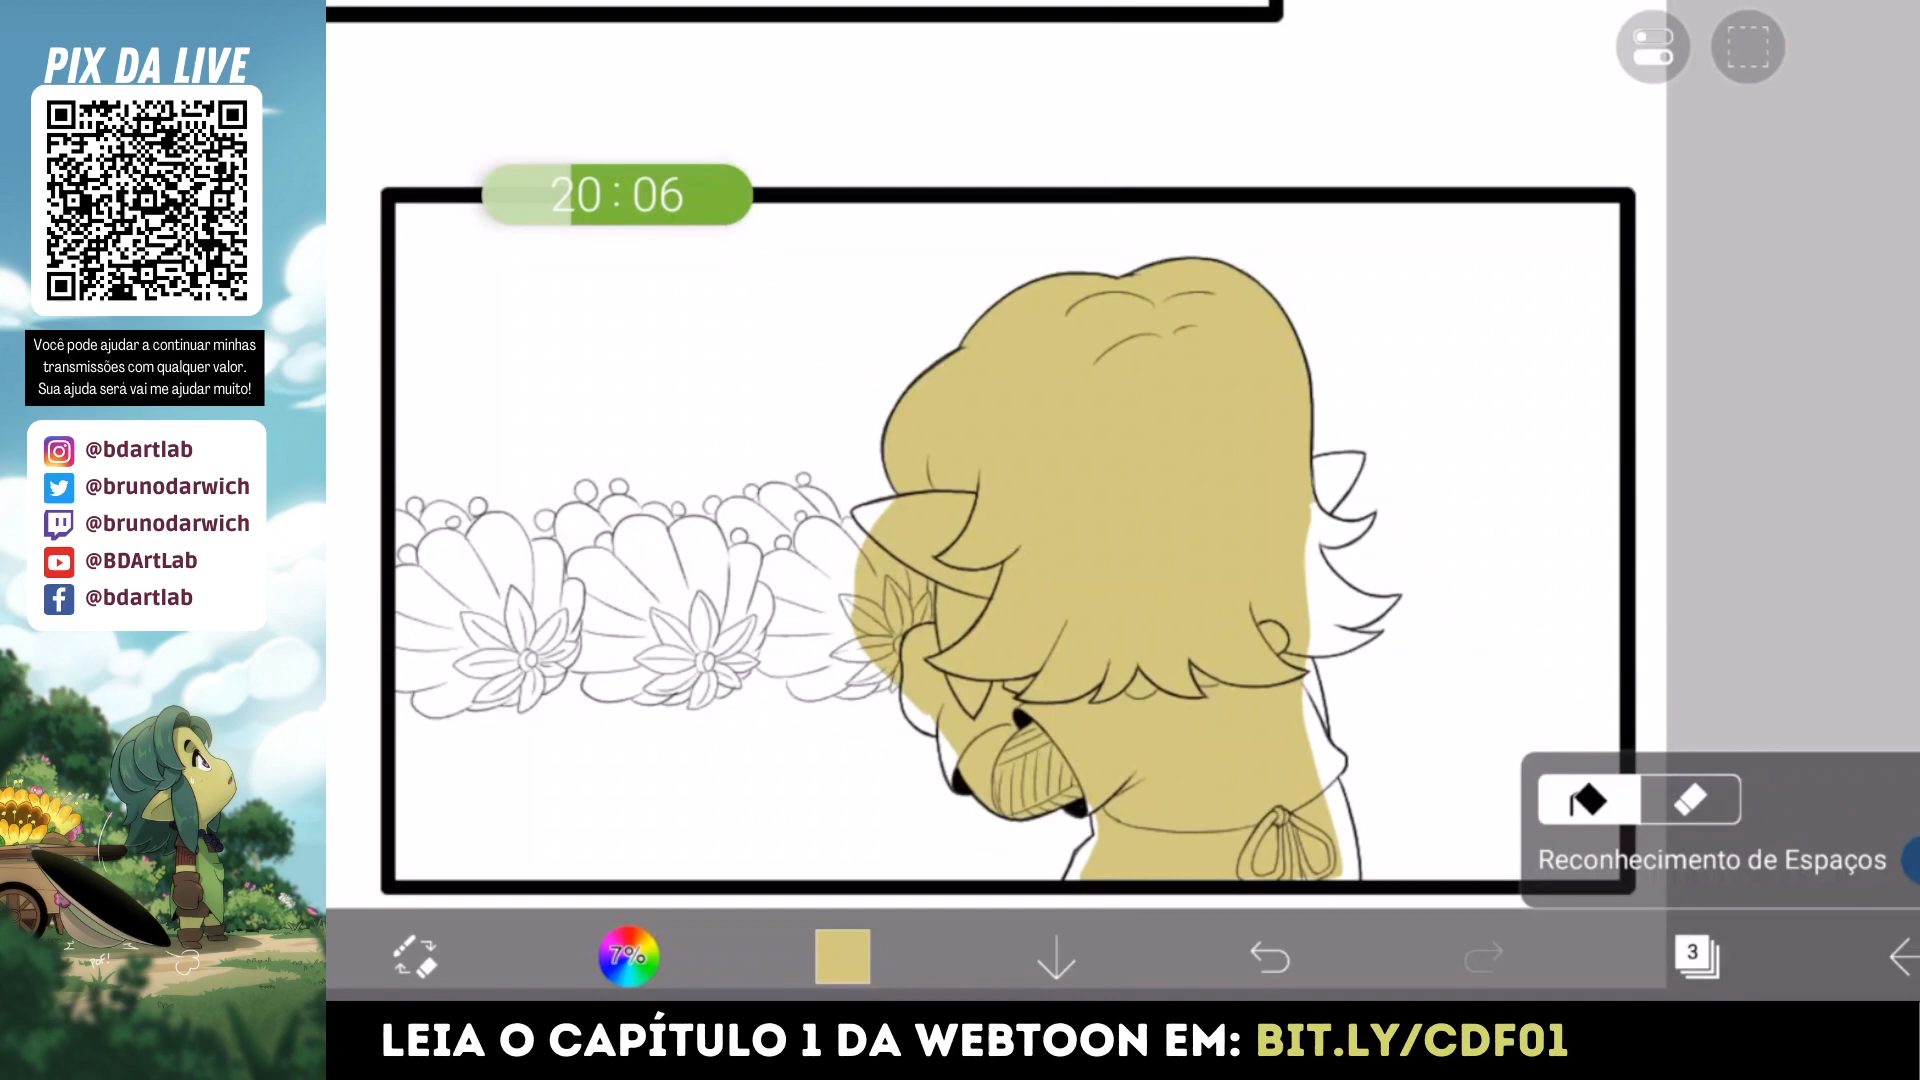 PIX DA LIVE
Você pode ajudar a continuar minhas
transmissões com qualquer valor.
Sua ajuda será vai me ajudar muito!
@bdartlab
@brunodarwich
@brunodarwich
@BDArtLab
@bdartlab
POF!
20:06
Reconhecimento de Espaços
7%
3
LEIA O CAPÍTULO 1 DA WEBTOON EM: BIT.LY/CDF01